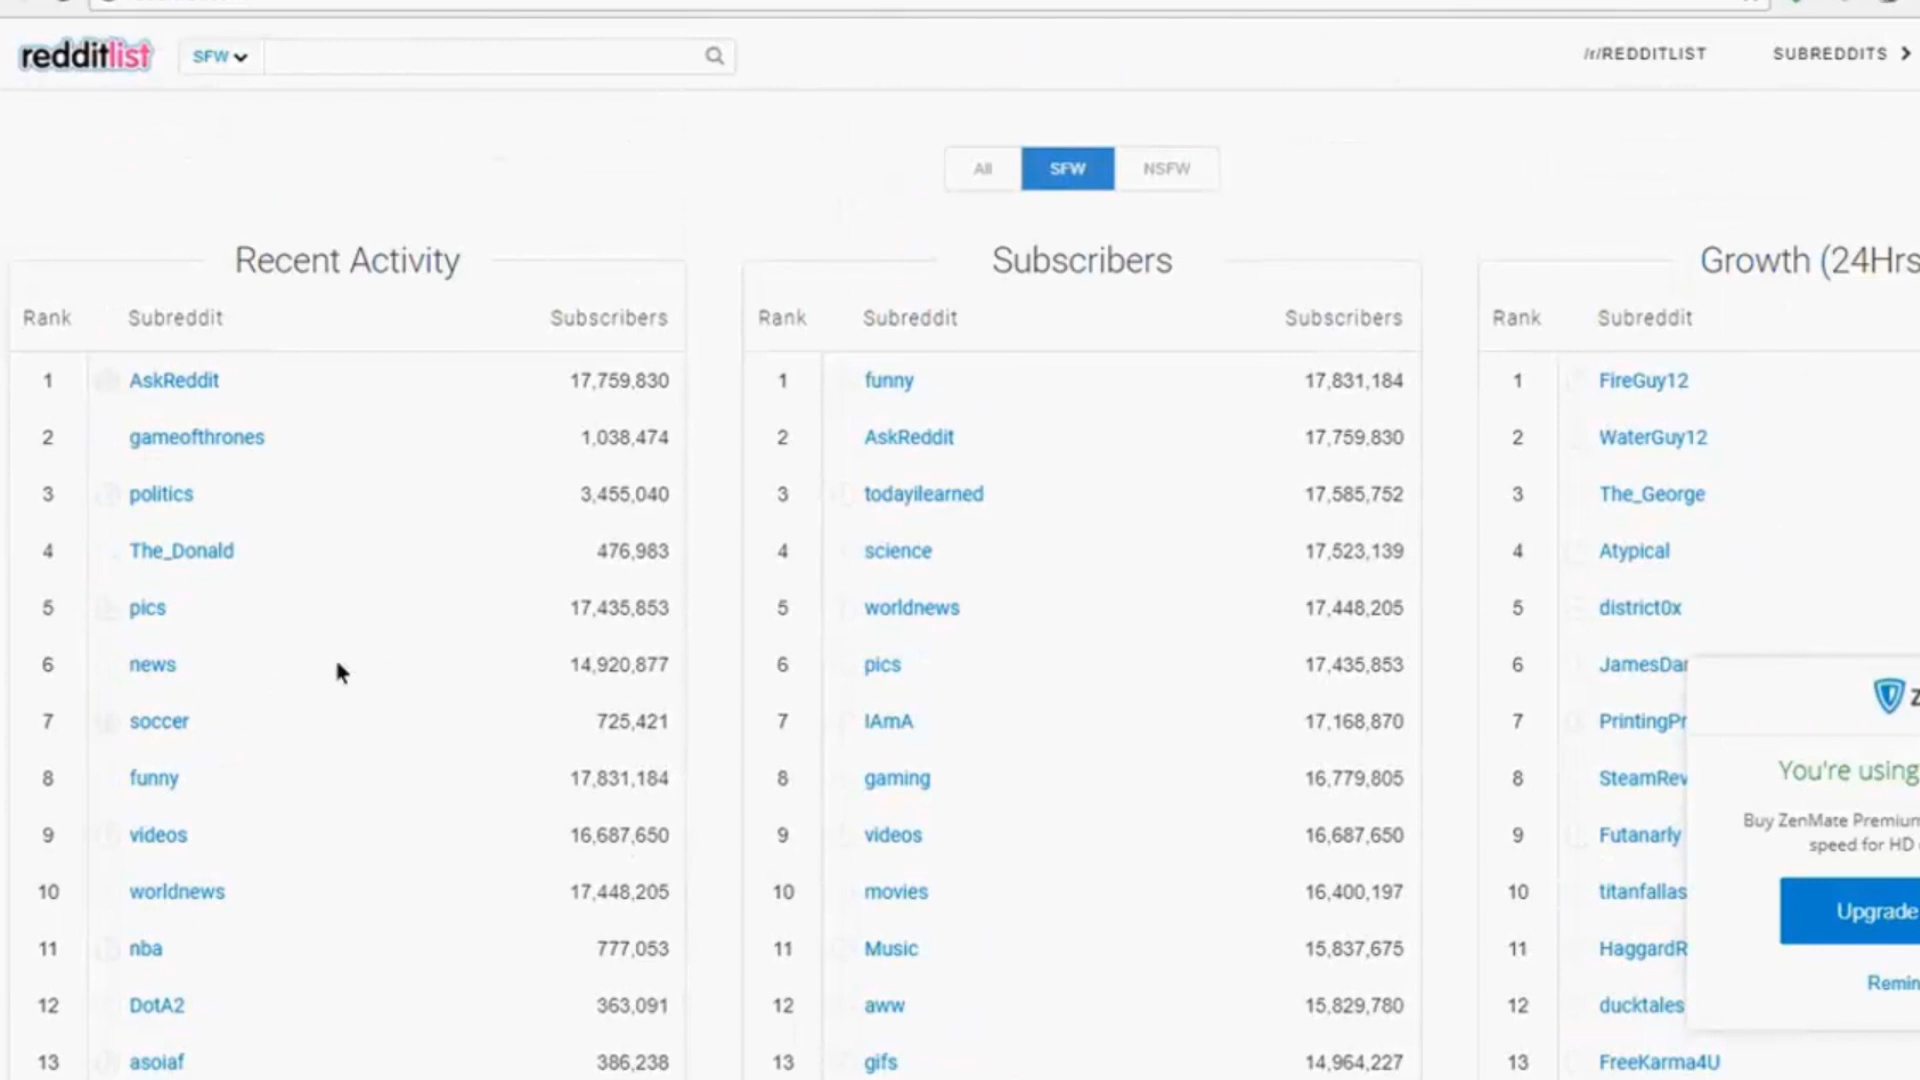 redditlist
SFW
/r/REDDITLIST
SUBREDDITS
All
SFW
NSFW
Recent Activity
Rank Subreddit Subscribers
1 AskReddit 17,759,830
2 gameofthrones 1,038,474
3 politics 3,455,040
4 The_Donald 476,983
5 pics 17,435,853
6 news 14,920,877
7 soccer 725,421
8 funny 17,831,184
9 videos 16,687,650
10 worldnews 17,448,205
11 nba 777,053
12 DotA2 363,091
13 asoiaf 386,238
Subscribers
Rank Subreddit Subscribers
1 funny 17,831,184
2 AskReddit 17,759,830
3 todayilearned 17,585,752
4 science 17,523,139
5 worldnews 17,448,205
6 pics 17,435,853
7 IAmA 17,168,870
8 gaming 16,779,805
9 videos 16,687,650
10 movies 16,400,197
11 Music 15,837,675
12 aww 15,829,780
13 gifs 14,964,227
Growth (24Hrs
Rank Subreddit
1 FireGuy12
2 WaterGuy12
3 The_George
4 Atypical
5 district0x
6 JamesDar
7 PrintingPr
8 SteamRev
9 Futanarly
10 titanfallas
11 HaggardR
12 ducktales
13 FreeKarma4U
Z
You're using
Buy ZenMate Premium
speed for HD
Upgrade
Remin